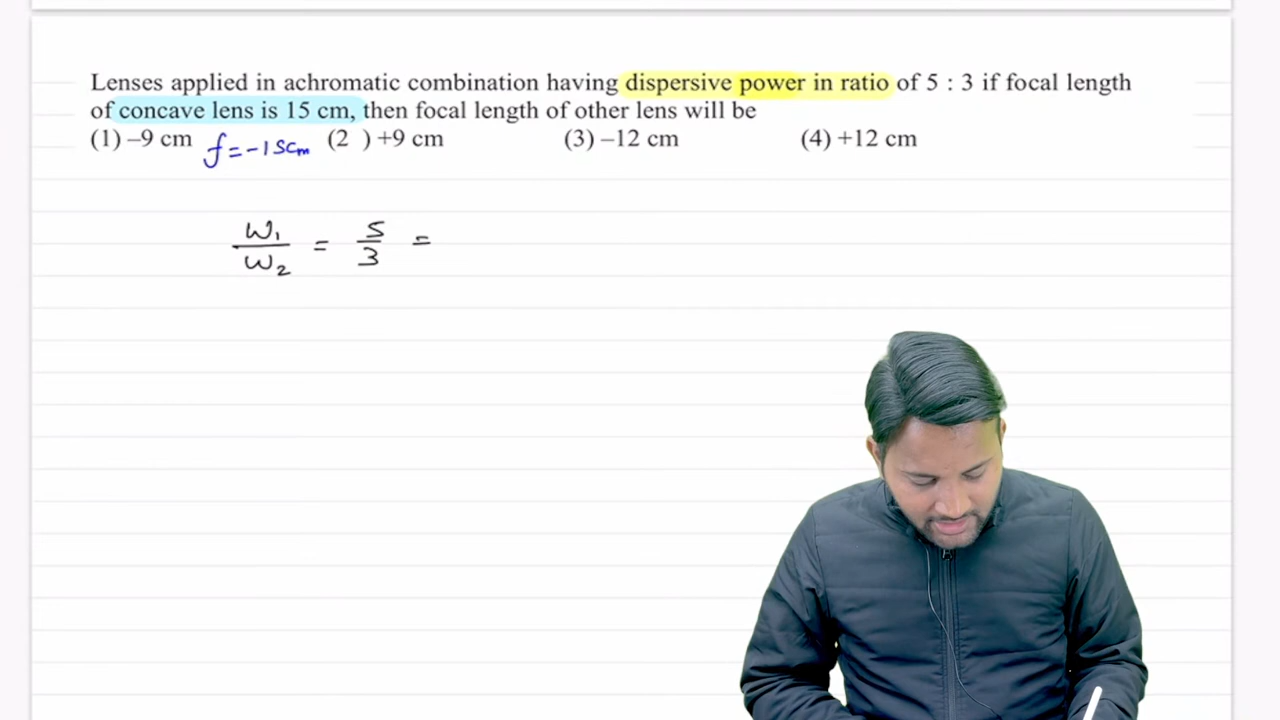 Lenses applied in achromatic combination having dispersive power in ratio of 5 : 3 if focal length
of concave lens is 15 cm, then focal length of other lens will be
(1) –9 cm f = -15cm (2 ) +9 cm (3) –12 cm (4) +12 cm
ω₁/ω₂ = 5/3 =